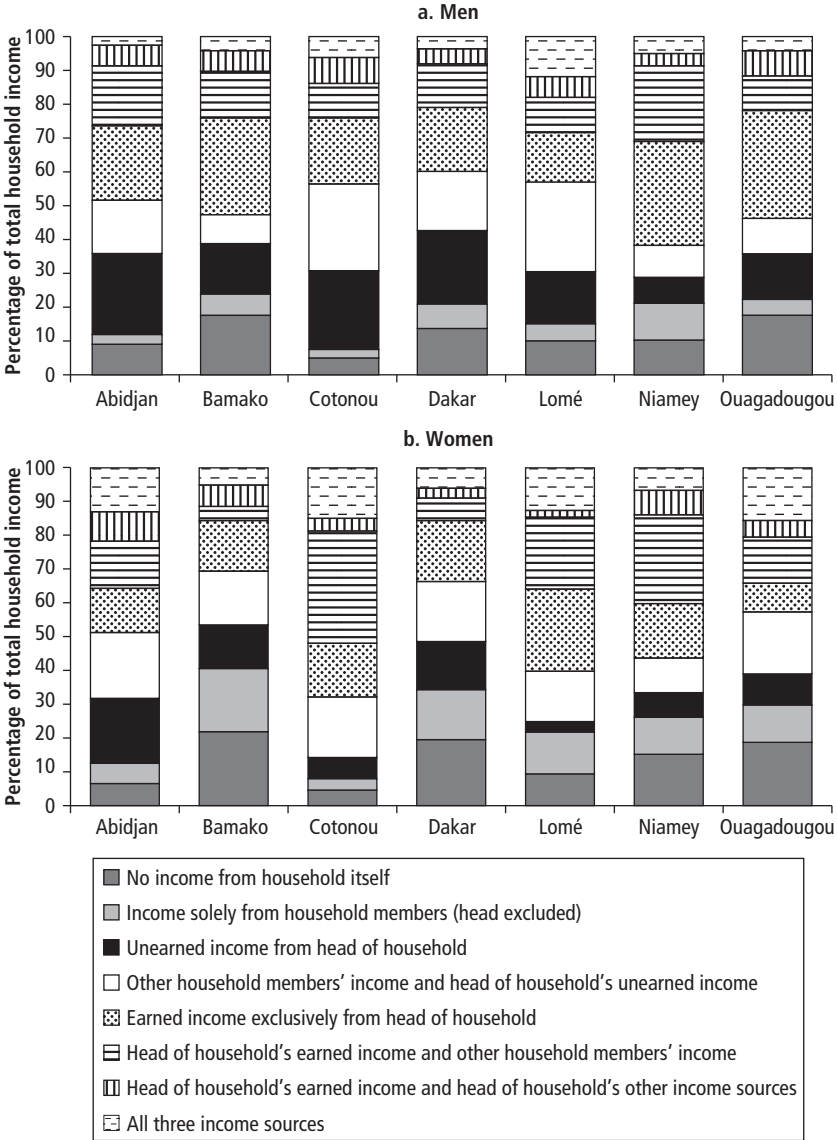 a. Men
Percentage of total household income
100
90
80
70
60
50
40
30
20
10
0
Abidjan Bamako Cotonou Dakar Lomé Niamey Ouagadougou
b. Women
Percentage of total household income
100
90
80
70
60
50
40
30
20
10
0
Abidjan Bamako Cotonou Dakar Lomé Niamey Ouagadougou
No income from household itself
Income solely from household members (head excluded)
Unearned income from head of household
Other household members' income and head of household's unearned income
Earned income exclusively from head of household
Head of household's earned income and other household members' income
Head of household's earned income and head of household's other income sources
All three income sources